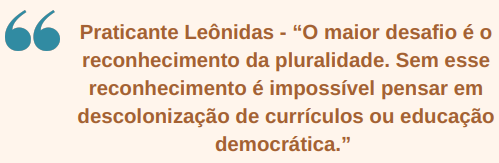 Praticante Leônidas - “O maior desafio é o
reconhecimento da pluralidade. Sem esse
reconhecimento é impossível pensar em
descolonização de currículos ou educação
democrática.”